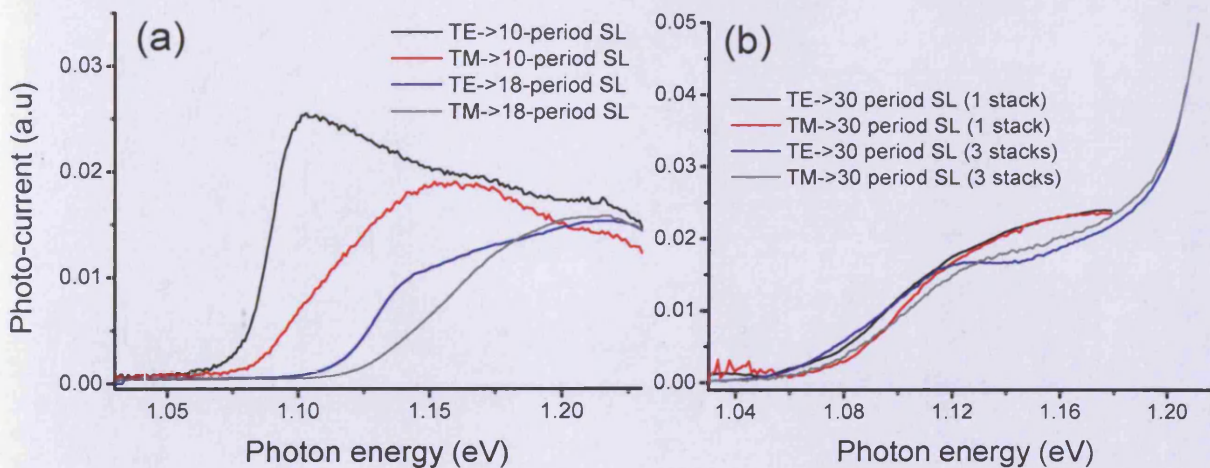 (a)
TE->10-period SL
TM->10-period SL
TE->18-period SL
TM->18-period SL
Photo-current (a.u)
0.03
0.02
0.01
0.00
1.05
1.10
1.15
1.20
Photon energy (eV)
(b)
TE->30 period SL (1 stack)
TM->30 period SL (1 stack)
TE->30 period SL (3 stacks)
TM->30 period SL (3 stacks)
0.05
0.04
0.03
0.02
0.01
0.00
1.04
1.08
1.12
1.16
1.20
Photon energy (eV)